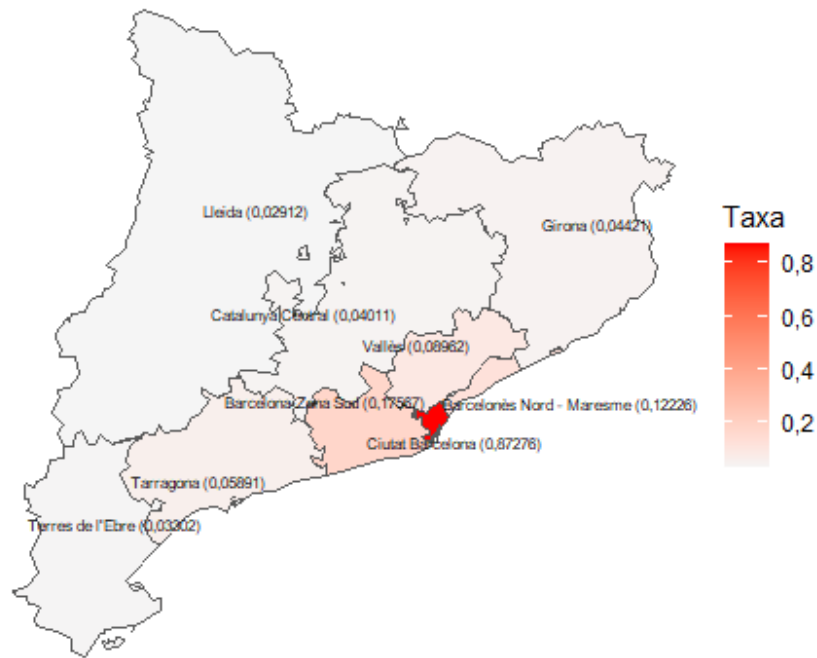 Lleida (0,02912)
Girona (0,04421)
Catalunya Central (0,04011)
Vallès (0,08962)
Barcelona Zona Sud (0,17567)
Barcelonès Nord - Maresme (0,12226)
Ciutat Barcelona (0,87276)
Tarragona (0,05891)
Terres de l'Ebre (0,03202)
Taxa
0,8
0,6
0,4
0,2